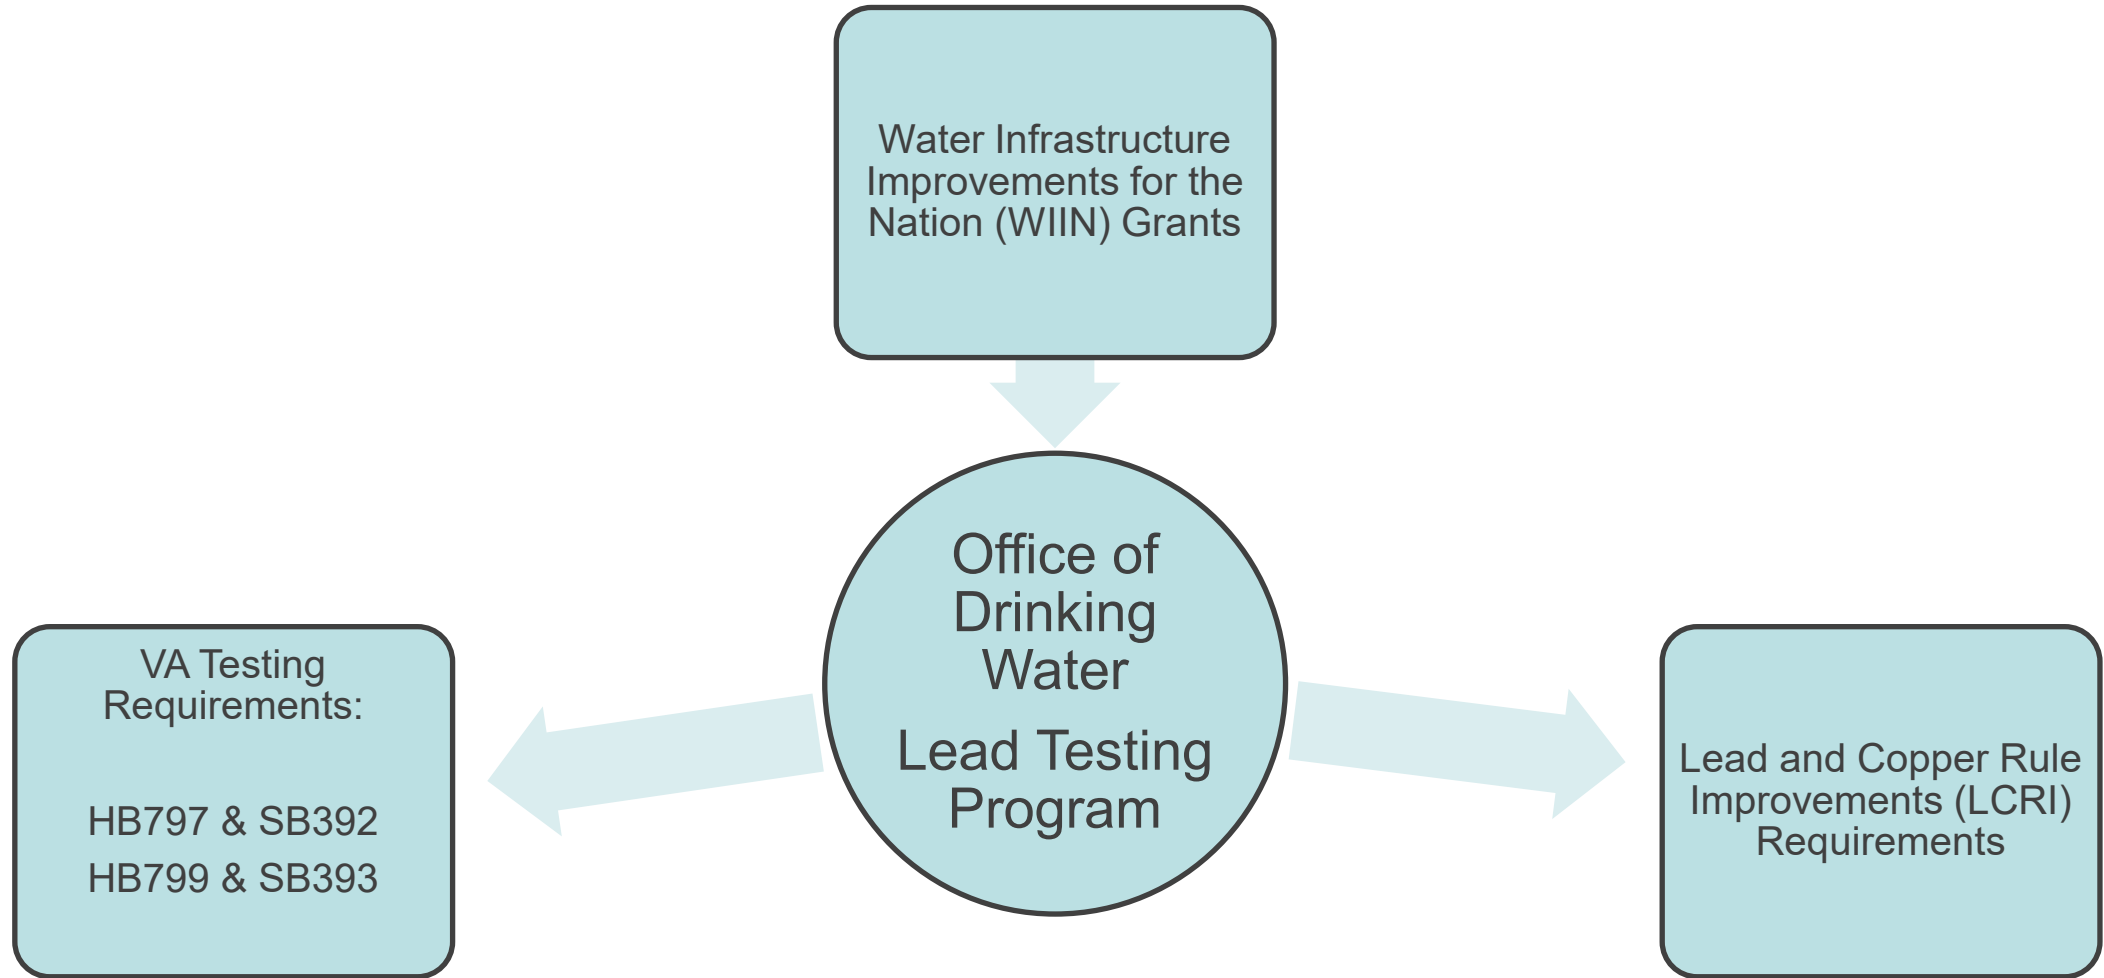 Water Infrastructure
Improvements for the
Nation (WIIN) Grants
Office of
Drinking
Water
Lead Testing
Program
VA Testing
Requirements:
HB797 & SB392
HB799 & SB393
Lead and Copper Rule
Improvements (LCRI)
Requirements